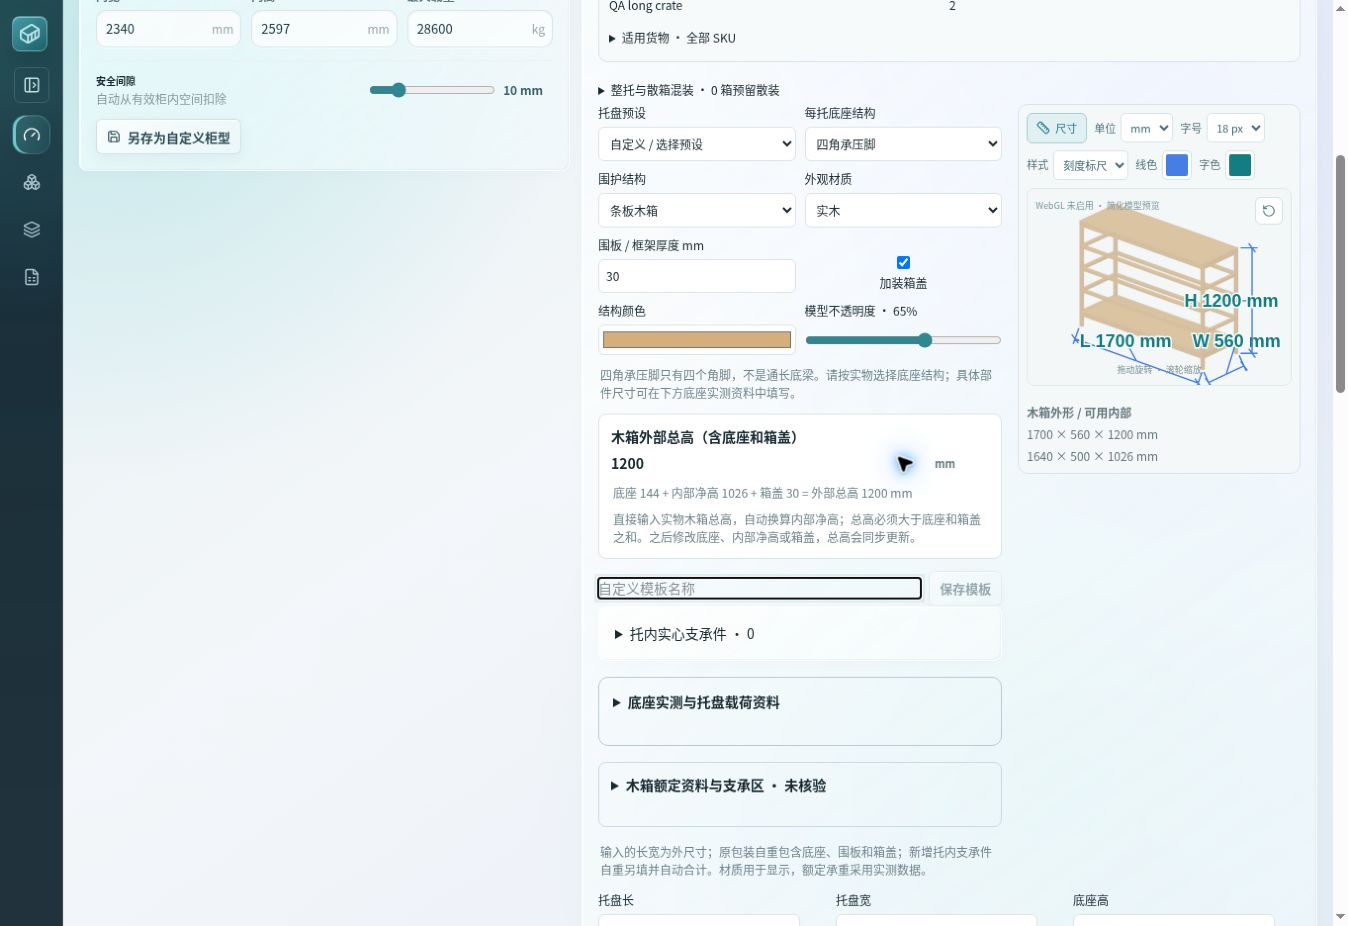 2340 mm
2597 mm
28600 kg
安全间隙
自动从有效柜内空间扣除
10 mm
另存为自定义柜型
QA long crate 2
▶ 适用货物 · 全部 SKU
▶ 整托与散箱混装 · 0 箱预留散装
托盘预设
自定义 / 选择预设
每托底座结构
四角承压脚
围护结构
条板木箱
外观材质
实木
围板 / 框架厚度 mm
30
加装箱盖
结构颜色
模型不透明度 · 65%
四角承压脚只有四个角脚，不是通长底梁。请按实物选择底座结构；具体部
件尺寸可在下方底座实测资料中填写。
木箱外部总高（含底座和箱盖）
1200 mm
底座 144 + 内部净高 1026 + 箱盖 30 = 外部总高 1200 mm
直接输入实物木箱总高，自动换算内部净高；总高必须大于底座和箱盖
之和。之后修改底座、内部净高或箱盖，总高会同步更新。
自定义模板名称
保存模板
▶ 托内实心支承件 · 0
▶ 底座实测与托盘载荷资料
▶ 木箱额定资料与支承区 · 未核验
输入的长宽为外尺寸；原包装自重包含底座、围板和箱盖；新增托内支承件
自重另填并自动合计。材质用于显示，额定承重采用实测数据。
托盘长
托盘宽
底座高
尺寸 单位 mm 字号 18 px
样式 刻度标尺 线色 字色
WebGL 未启用 · 简化模型预览
H 1200 mm
L 1700 mm
W 560 mm
拖动旋转 · 滚轮缩放
木箱外形 / 可用内部
1700 × 560 × 1200 mm
1640 × 500 × 1026 mm